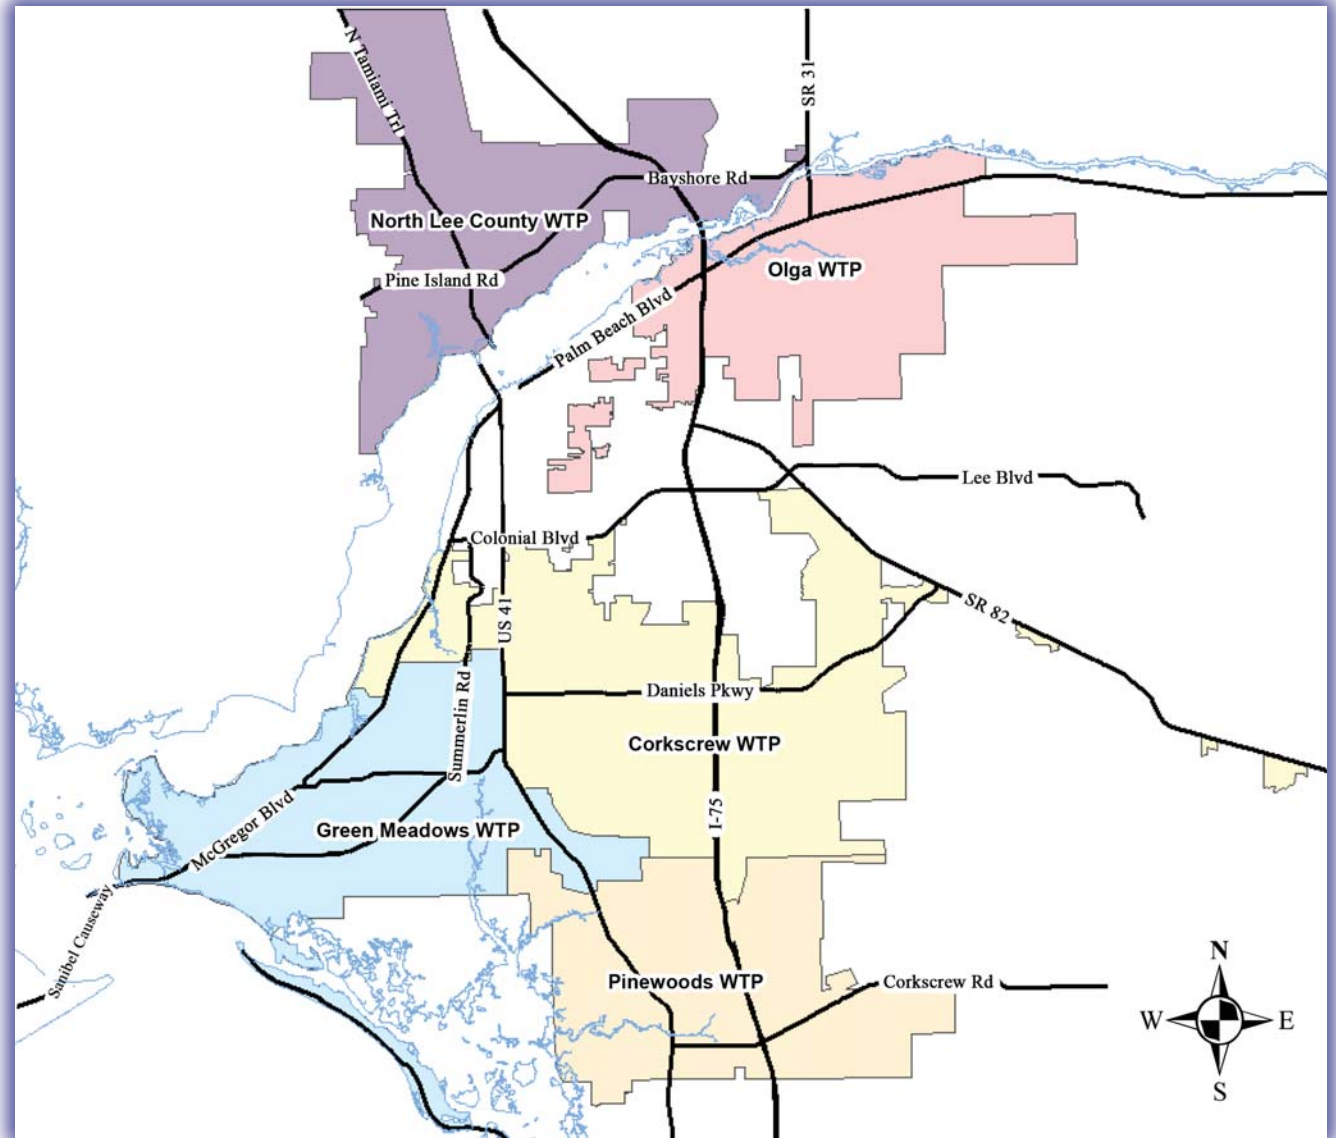 N Tamiami Trl
SR 31
Bayshore Rd
North Lee County WTP
Olga WTP
Pine Island Rd
Palm Beach Blvd
Lee Blvd
Colonial Blvd
US 41
SR 82
Summerlin Rd
Daniels Pkwy
Corkscrew WTP
I-75
McGregor Blvd
Green Meadows WTP
Sanibel Causeway
Pinewoods WTP
Corkscrew Rd
N
W E
S